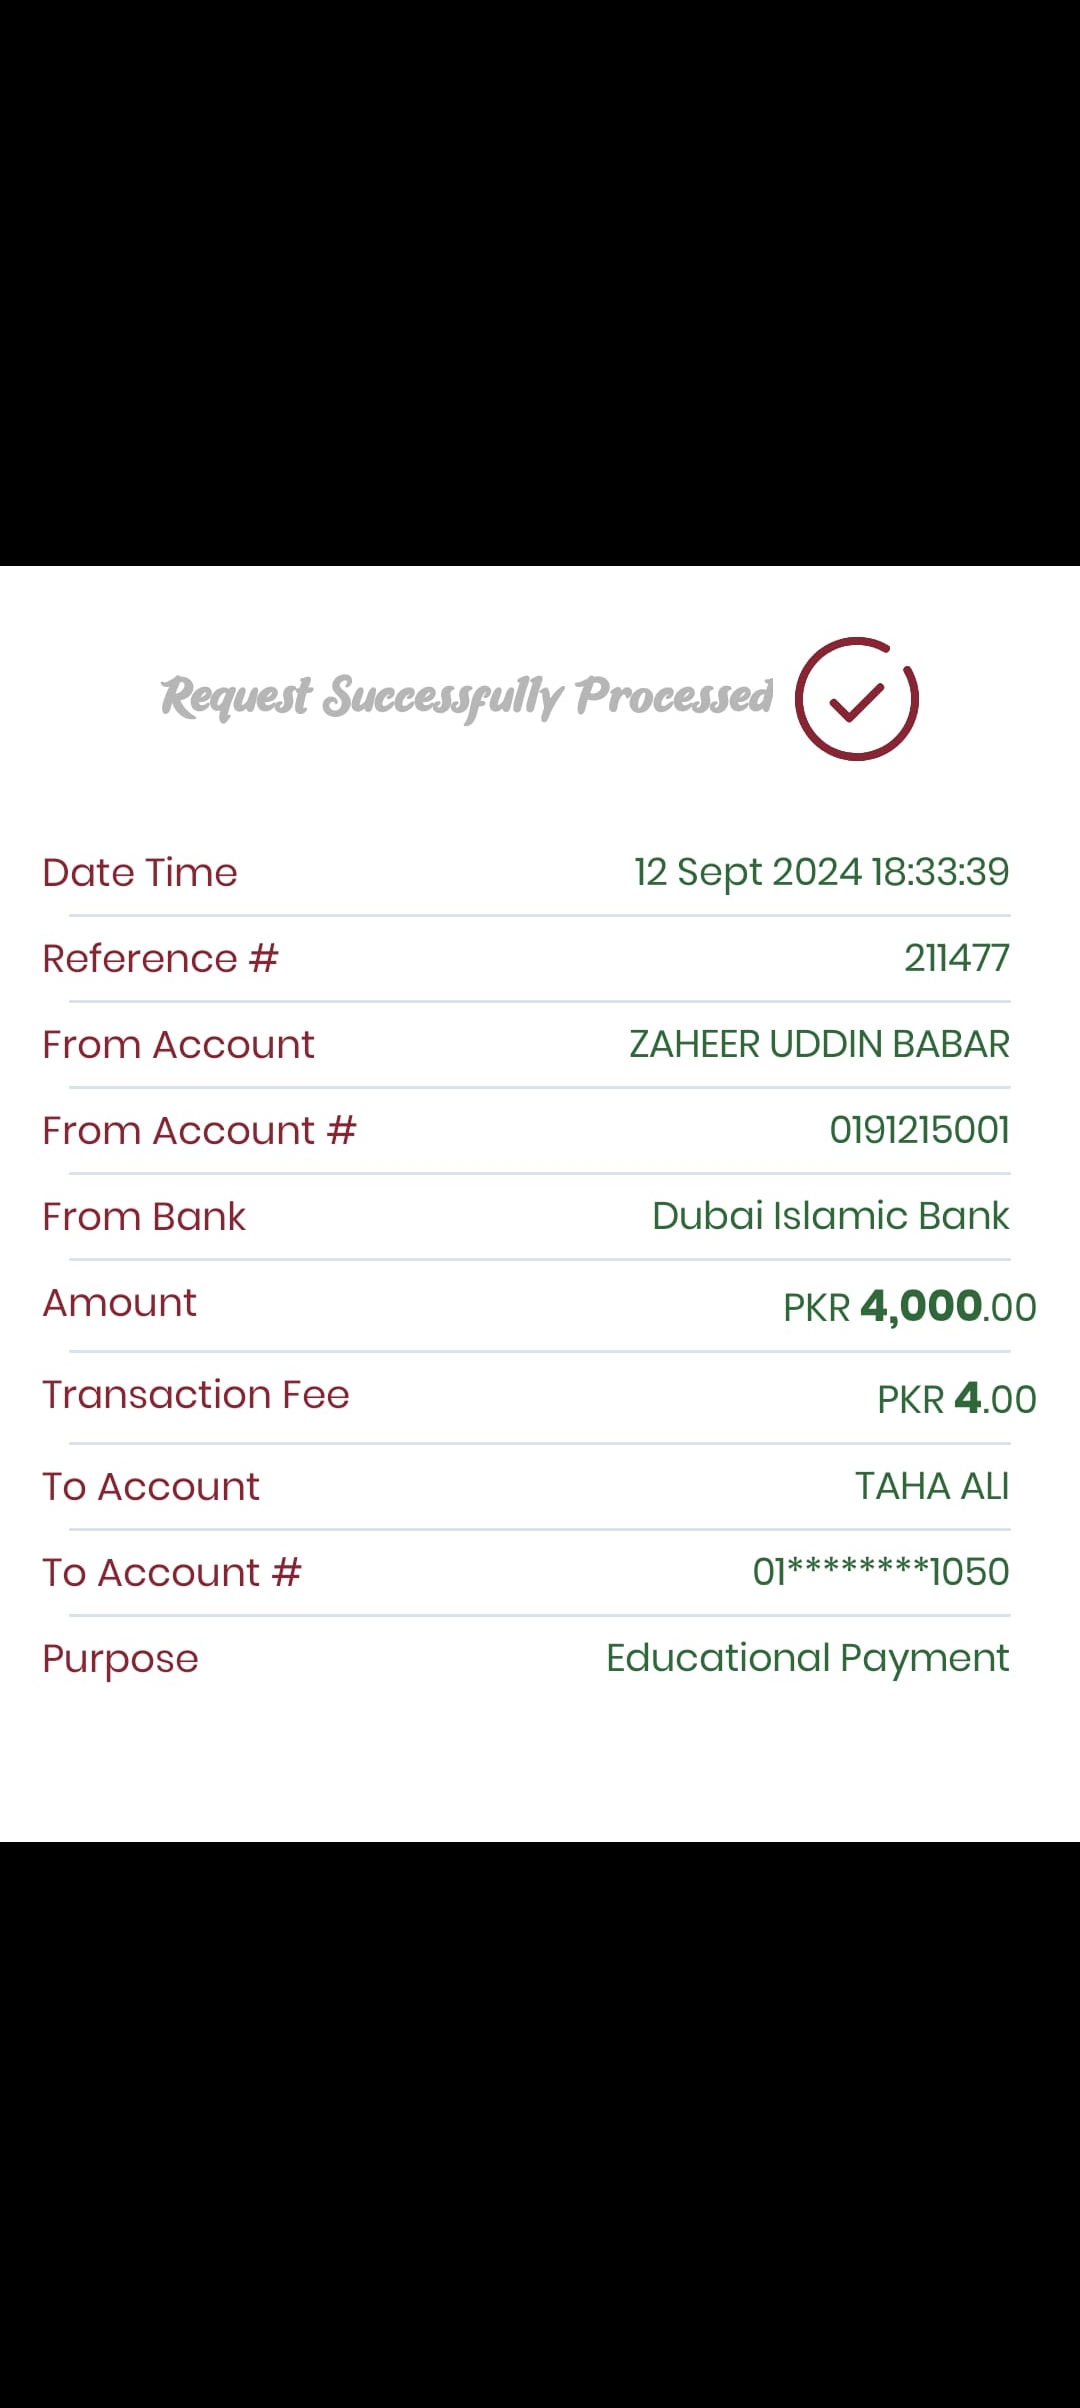 Request Successfully Processed
Date Time 12 Sept 2024 18:33:39
Reference # 211477
From Account ZAHEER UDDIN BABAR
From Account # 0191215001
From Bank Dubai Islamic Bank
Amount PKR 4,000.00
Transaction Fee PKR 4.00
To Account TAHA ALI
To Account # 01********1050
Purpose Educational Payment